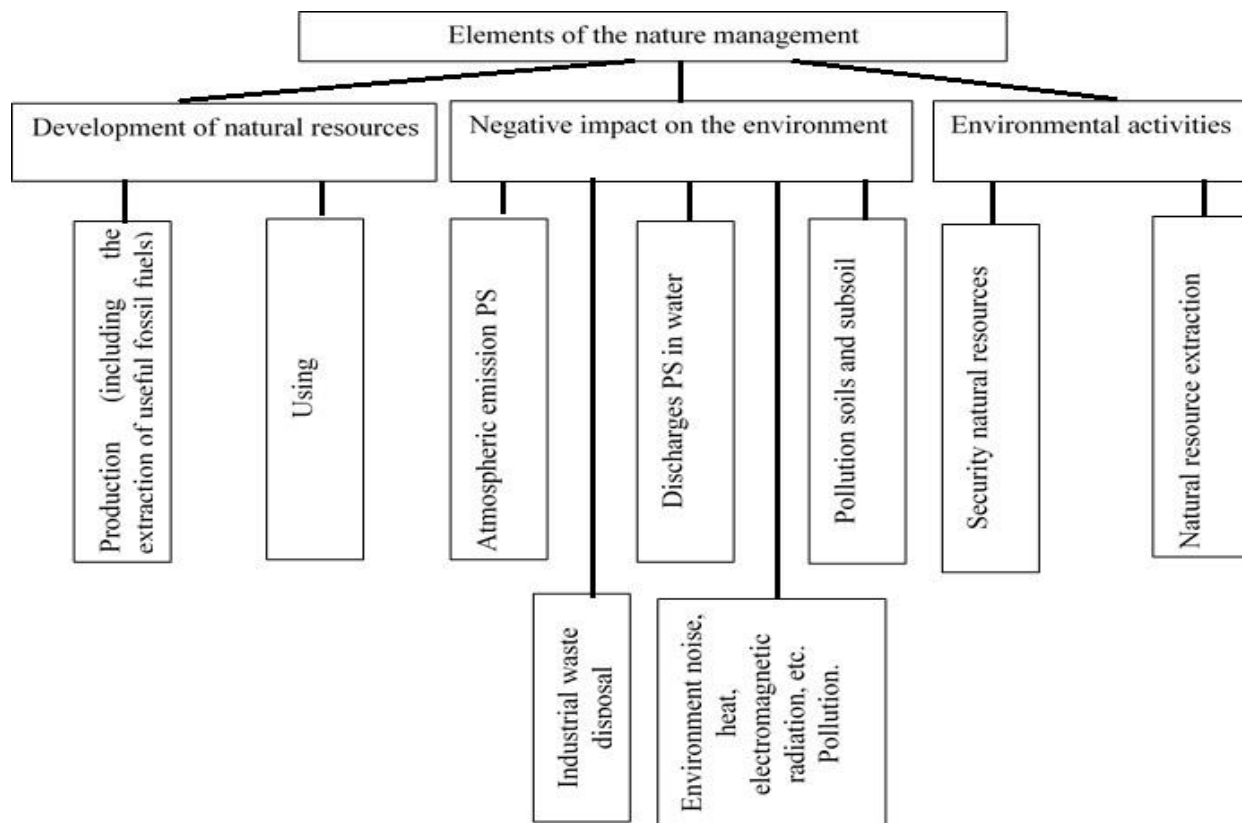 Elements of the nature management
Development of natural resources
Negative impact on the environment
Environmental activities
Production (including the
extraction of useful fossil fuels)
Using
Atmospheric emission PS
Discharges PS in water
Pollution soils and subsoil
Security natural resources
Natural resource extraction
Industrial waste
disposal
Environment noise,
heat,
electromagnetic
radiation, etc.
Pollution.